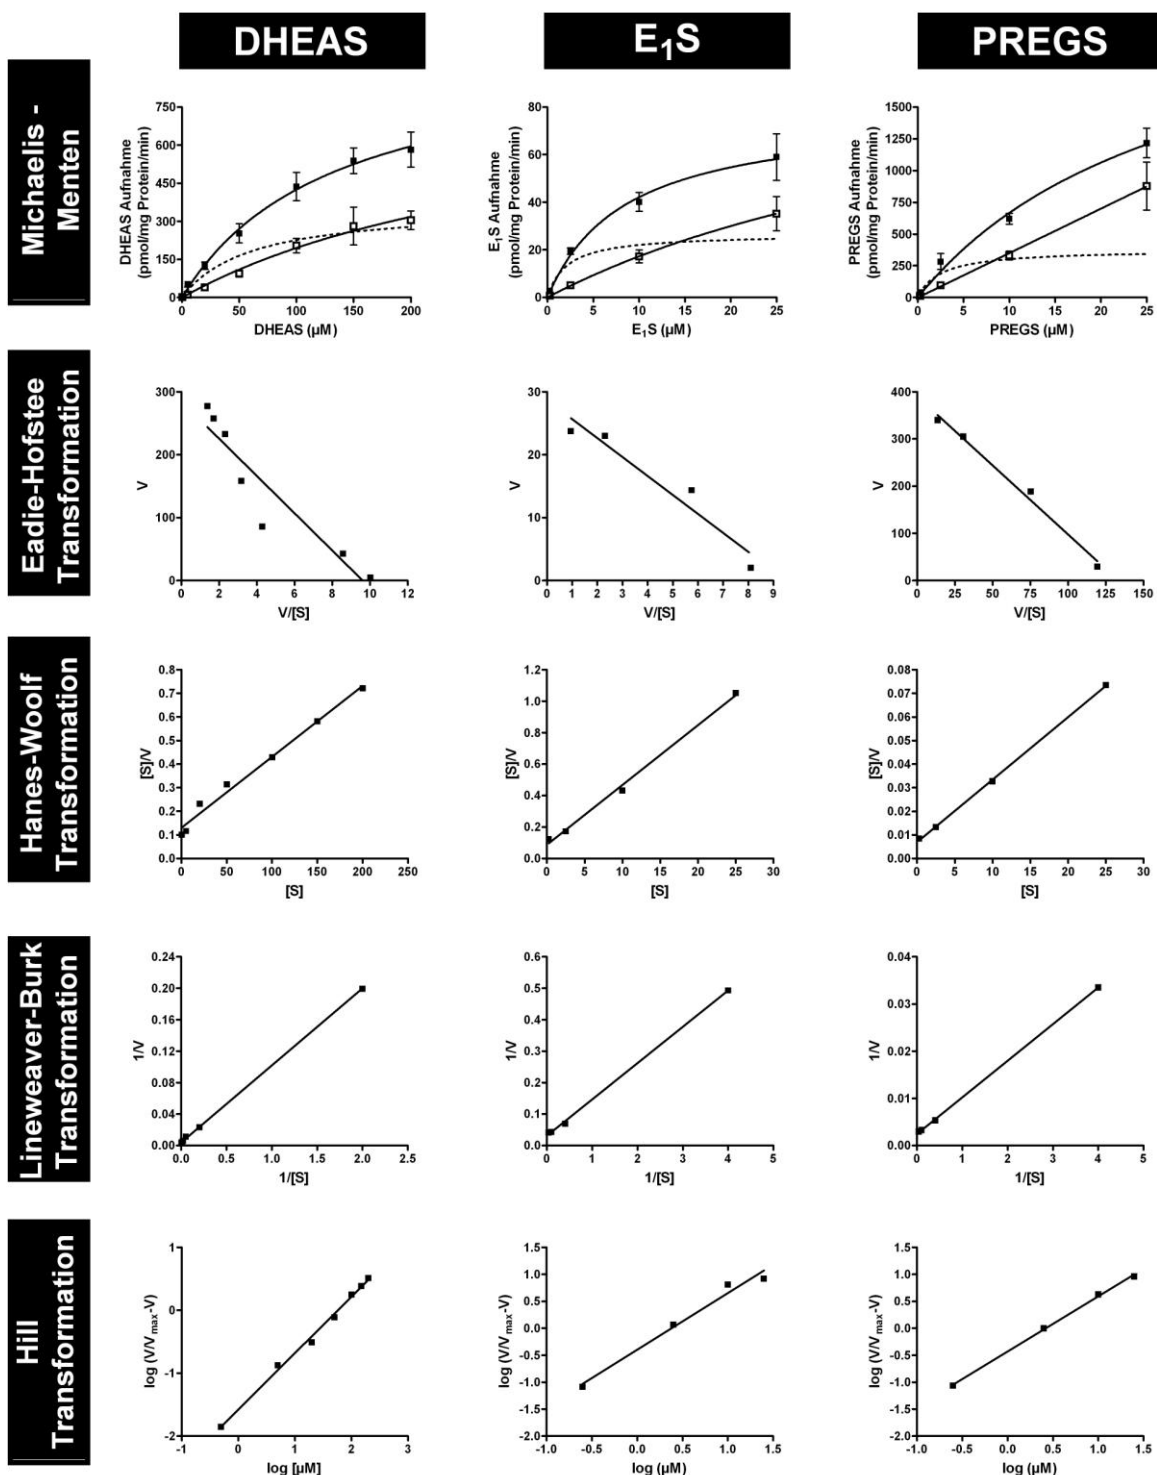 DHEAS
E₁S
PREGS
Michaelis -
Menten
DHEAS Aufnahme
(pmol/mg Protein/min)
750
600
450
300
150
0
0 50 100 150 200
DHEAS (µM)
E₁S Aufnahme
(pmol/mg Protein/min)
80
60
40
20
0
0 5 10 15 20 25
E₁S (µM)
PREGS Aufnahme
(pmol/mg Protein/min)
1500
1250
1000
750
500
250
0
0 5 10 15 20 25
PREGS (µM)
Eadie-Hofstee
Transformation
V
300
200
100
0
0 2 4 6 8 10 12
V/[S]
V
30
20
10
0
0 1 2 3 4 5 6 7 8 9
V/[S]
V
400
300
200
100
0
0 25 50 75 100 125 150
V/[S]
Hanes-Woolf
Transformation
[S]/V
0.8
0.7
0.6
0.5
0.4
0.3
0.2
0.1
0.0
0 50 100 150 200 250
[S]
[S]/V
1.2
1.0
0.8
0.6
0.4
0.2
0.0
0 5 10 15 20 25 30
[S]
[S]/V
0.08
0.07
0.06
0.05
0.04
0.03
0.02
0.01
0.00
0 5 10 15 20 25 30
[S]
Lineweaver-Burk
Transformation
1/V
0.24
0.20
0.16
0.12
0.08
0.04
0.00
0.0 0.5 1.0 1.5 2.0 2.5
1/[S]
1/V
0.6
0.5
0.4
0.3
0.2
0.1
0.0
0 1 2 3 4 5
1/[S]
1/V
0.04
0.03
0.02
0.01
0.00
0 1 2 3 4 5
1/[S]
Hill
Transformation
log (V/Vmax-V)
1
0
-1
-2
-1 0 1 2 3
log [µM]
log (V/Vmax-V)
1.5
1.0
0.5
0.0
-0.5
-1.0
-1.5
-2.0
-1.0 -0.5 0.0 0.5 1.0 1.5
log (µM)
log (V/Vmax-V)
1.5
1.0
0.5
0.0
-0.5
-1.0
-1.5
-2.0
-1.0 -0.5 0.0 0.5 1.0 1.5
log (µM)